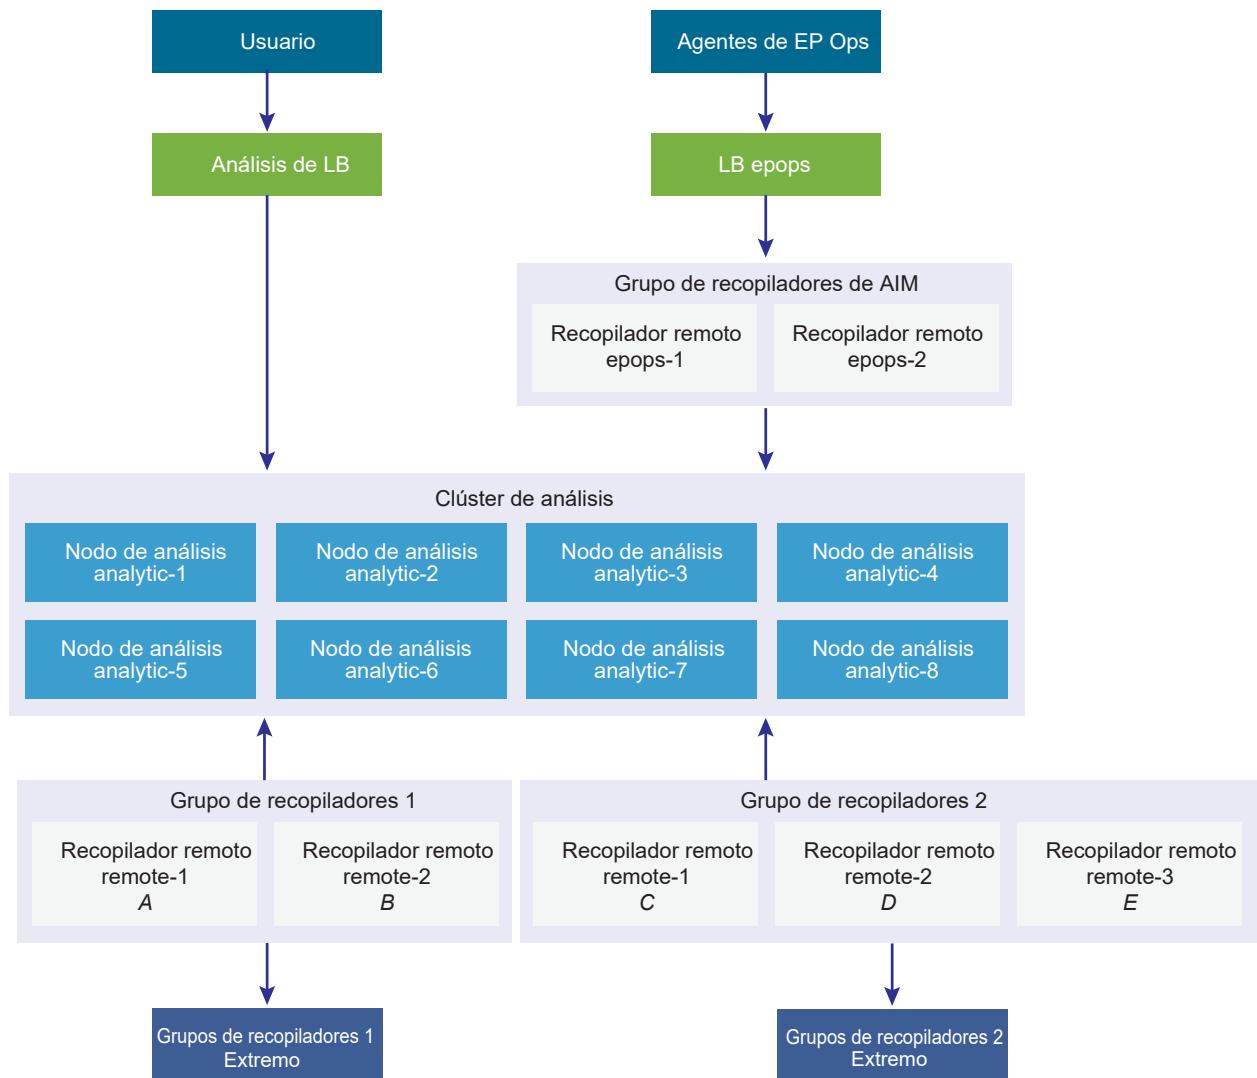 Usuario
Agentes de EP Ops
Análisis de LB
LB epops
Grupo de recopiladores de AIM
Recopilador remoto
epops-1
Recopilador remoto
epops-2
Clúster de análisis
Nodo de análisis
analytic-1
Nodo de análisis
analytic-2
Nodo de análisis
analytic-3
Nodo de análisis
analytic-4
Nodo de análisis
analytic-5
Nodo de análisis
analytic-6
Nodo de análisis
analytic-7
Nodo de análisis
analytic-8
Grupo de recopiladores 1
Recopilador remoto
remote-1
A
Recopilador remoto
remote-2
B
Grupo de recopiladores 2
Recopilador remoto
remote-1
C
Recopilador remoto
remote-2
D
Recopilador remoto
remote-3
E
Grupos de recopiladores 1
Extremo
Grupos de recopiladores 2
Extremo